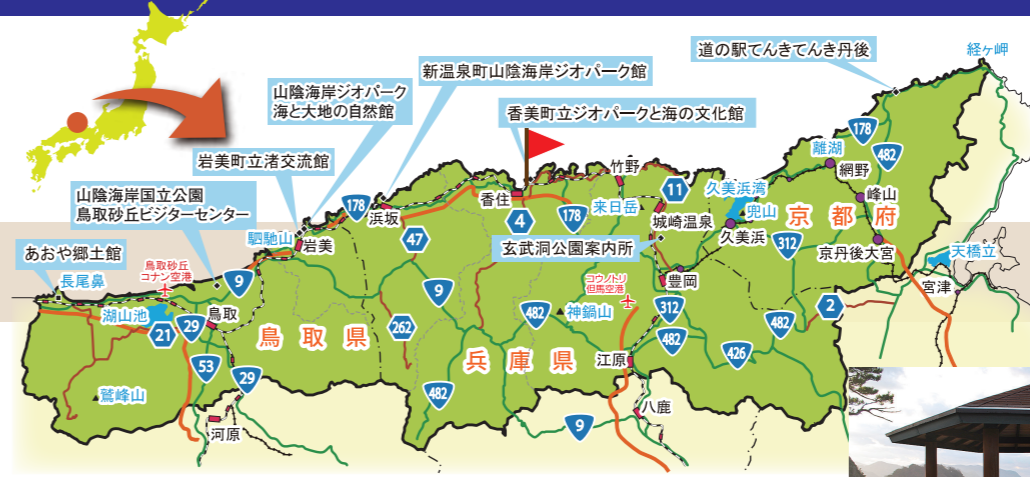 道の駅てんきてんき丹後
経ヶ岬
新温泉町山陰海岸ジオパーク館
山陰海岸ジオパーク
海と大地の自然館
香美町立ジオパークと海の文化館
岩美町立渚交流館
山陰海岸国立公園
鳥取砂丘ビジターセンター
あおや郷土館
178
482
離湖
網野
峰山
竹野
11
久美浜湾
兜山
京都府
178
浜坂
香住
4
178
来日岳
城崎温泉
久美浜
312
京丹後大宮
天橋立
駟馳山
岩美
47
玄武洞公園案内所
長尾鼻
鳥取砂丘
コナン空港
9
9
コウノトリ
但馬空港
豊岡
宮津
湖山池
21
29
鳥取
鳥取県
262
482
神鍋山
312
482
482
2
兵庫県
江原
426
53
29
482
鷲峰山
河原
八鹿
9